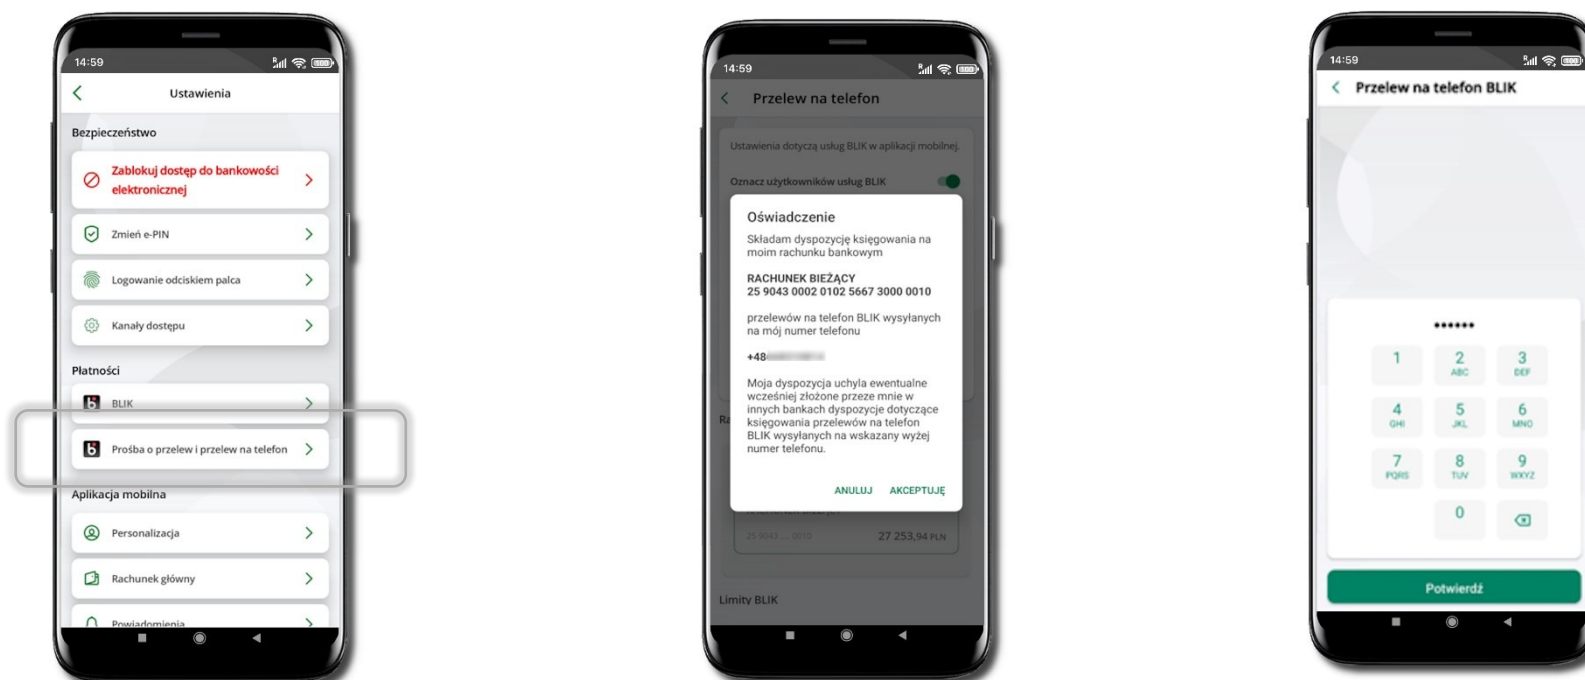 14:59
Ustawienia
Bezpieczeństwo
Zablokuj dostęp do bankowości
elektronicznej
Zmień e-PIN
Logowanie odciskiem palca
Kanały dostępu
Płatności
BLIK
Prośba o przelew i przelew na telefon
Aplikacja mobilna
Personalizacja
Rachunek główny
Powiadomienia
14:59
Przelew na telefon
Ustawienia dotyczą usług BLIK w aplikacji mobilnej.
Oznacz użytkowników usług BLIK
Oświadczenie
Składam dyspozycję księgowania na
moim rachunku bankowym
RACHUNEK BIEŻĄCY
25 9043 0002 0102 5667 3000 0010
przelewów na telefon BLIK wysyłanych
na mój numer telefonu
+48
Moja dyspozycja uchyla ewentualne
wcześniej złożone przeze mnie w
innych bankach dyspozycje dotyczące
księgowania przelewów na telefon
BLIK wysyłanych na wskazany wyżej
numer telefonu.
ANULUJ AKCEPTUJĘ
25 9043 ... 0010 27 253,94 PLN
Limity BLIK
14:59
Przelew na telefon BLIK
1 2 3
ABC DEF
4 5 6
GHI JKL MNO
7 8 9
PQRS TUV WXYZ
0
Potwierdź